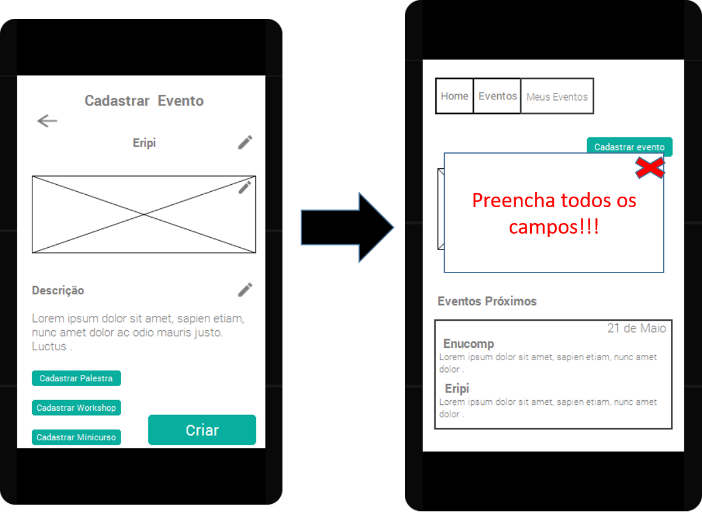 Cadastrar Evento
Eripi
Descrição
Lorem ipsum dolor sit amet, sapien etiam,
nunc amet dolor ac odio mauris justo.
Luctus .
Cadastrar Palestra
Cadastrar Workshop
Cadastrar Minicurso
Criar
Home
Eventos
Meus Eventos
Cadastrar evento
Preencha todos os
campos!!!
Eventos Próximos
21 de Maio
Enucomp
Lorem ipsum dolor sit amet, sapien etiam, nunc amet
dolor .
Eripi
Lorem ipsum dolor sit amet, sapien etiam, nunc amet
dolor .